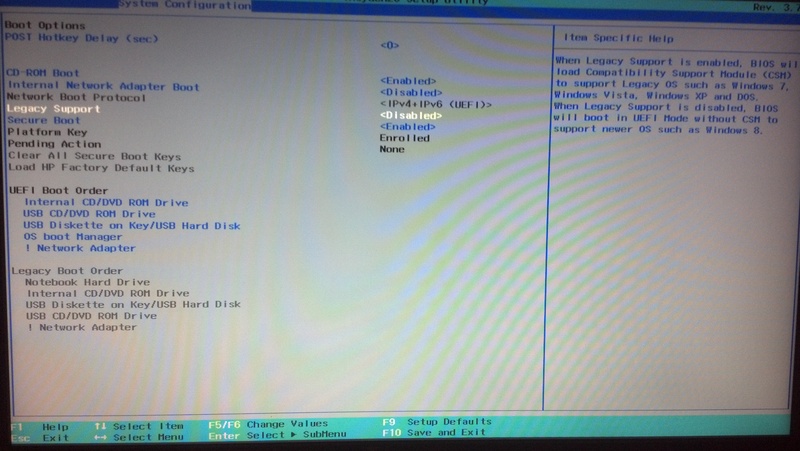 System Configuration
Setup Utility
Rev. 3.
Boot Options
POST Hotkey Delay (sec) <0>
CD-ROM Boot <Enabled>
Internal Network Adapter Boot <Disabled>
Network Boot Protocol <IPv4+IPv6 (UEFI)>
Legacy Support <Disabled>
Secure Boot <Enabled>
Platform Key Enrolled
Pending Action None
Clear All Secure Boot Keys
Load HP Factory Default Keys
UEFI Boot Order
Internal CD/DVD ROM Drive
USB CD/DVD ROM Drive
USB Diskette on Key/USB Hard Disk
OS boot Manager
! Network Adapter
Legacy Boot Order
Notebook Hard Drive
Internal CD/DVD ROM Drive
USB Diskette on Key/USB Hard Disk
USB CD/DVD ROM Drive
! Network Adapter
Item Specific Help
When Legacy Support is enabled, BIOS wil
load Compatibility Support Module (CSM)
to support Legacy OS such as Windows 7,
Windows Vista, Windows XP and DOS.
When Legacy Support is disabled, BIOS
will boot in UEFI Mode without CSM to
support newer OS such as Windows 8.
F1 Help ↑↓ Select Item F5/F6 Change Values F9 Setup Defaults
Esc Exit ↔ Select Menu Enter Select ▶ SubMenu F10 Save and Exit